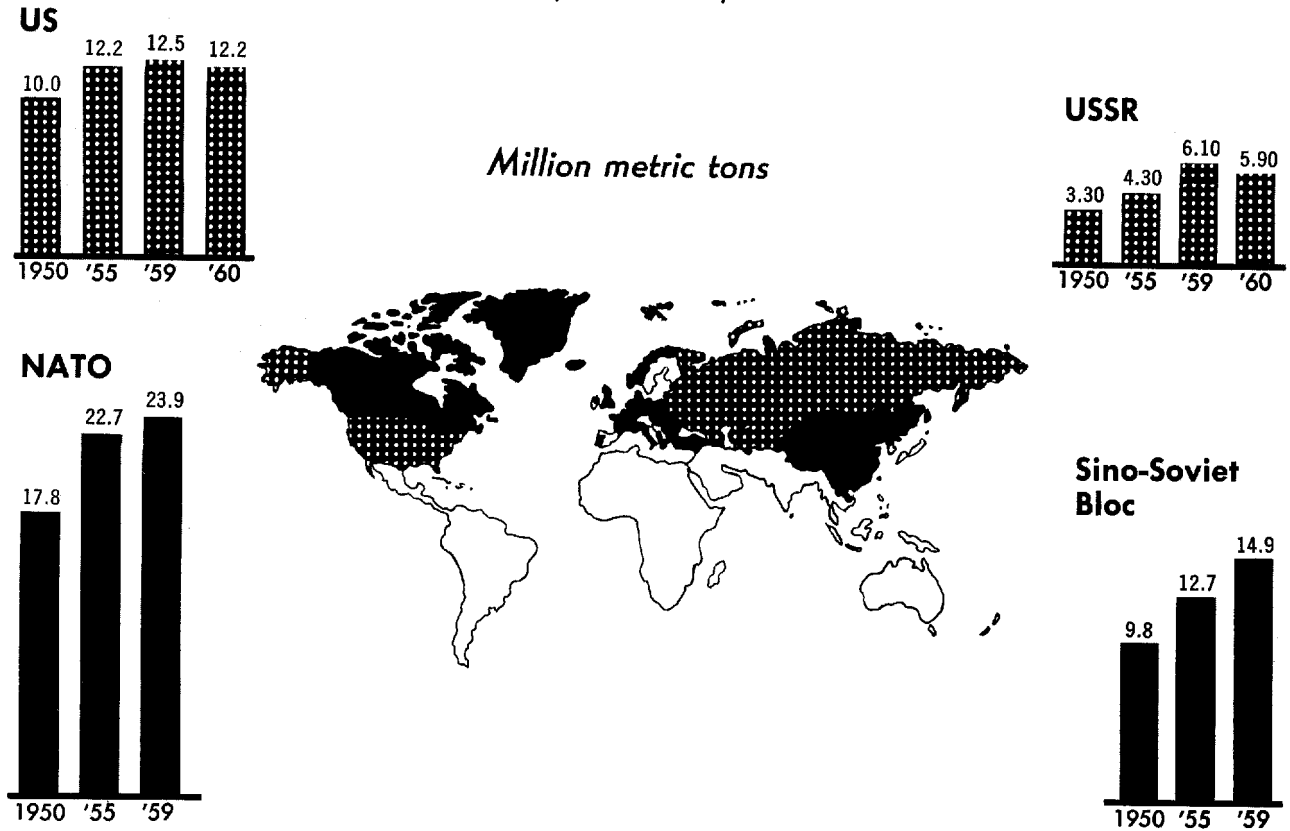 US
10.0 12.2 12.5 12.2
1950 '55 '59 '60
Million metric tons
USSR
3.30 4.30 6.10 5.90
1950 '55 '59 '60
NATO
17.8 22.7 23.9
1950 '55 '59
Sino-Soviet
Bloc
9.8 12.7 14.9
1950 '55 '59